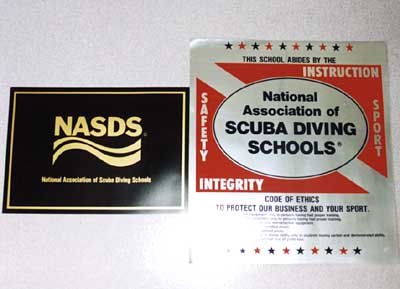 NASDS®
National Association of Scuba Diving Schools
THIS SCHOOL ABIDES BY THE
INSTRUCTION
SAFETY
SPORT
National
Association of
SCUBA DIVING
SCHOOLS®
INTEGRITY
CODE OF ETHICS
TO PROTECT OUR BUSINESS AND YOUR SPORT.